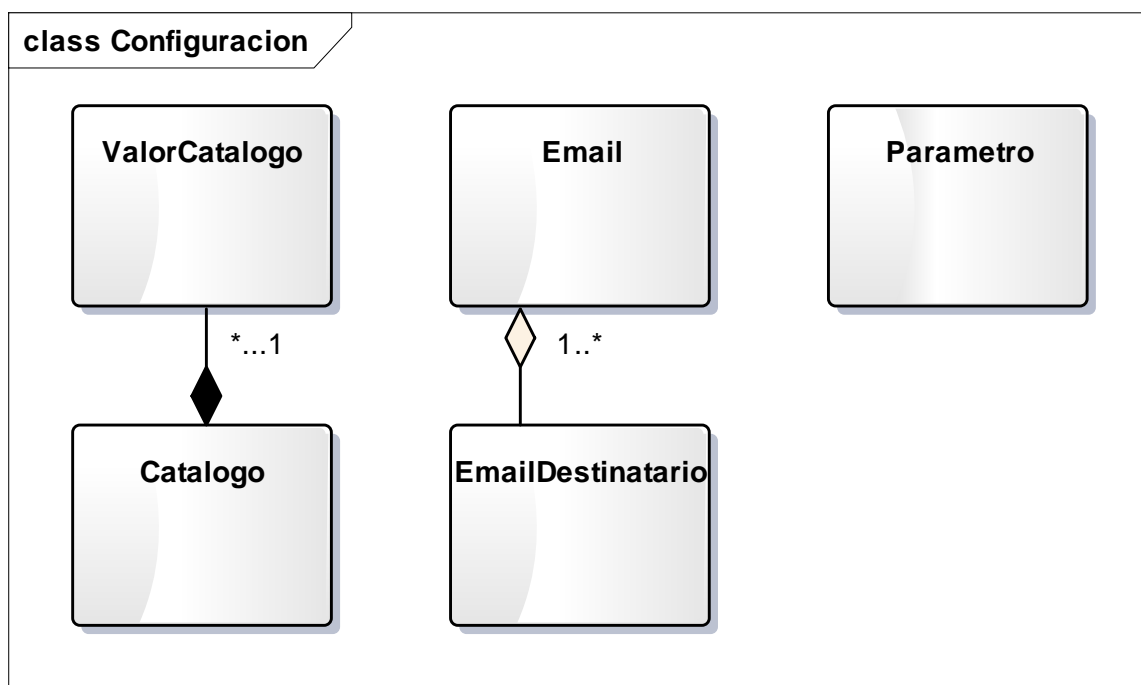 class Configuracion
ValorCatalogo
Email
Parametro
*...1
1..*
Catalogo
EmailDestinatario